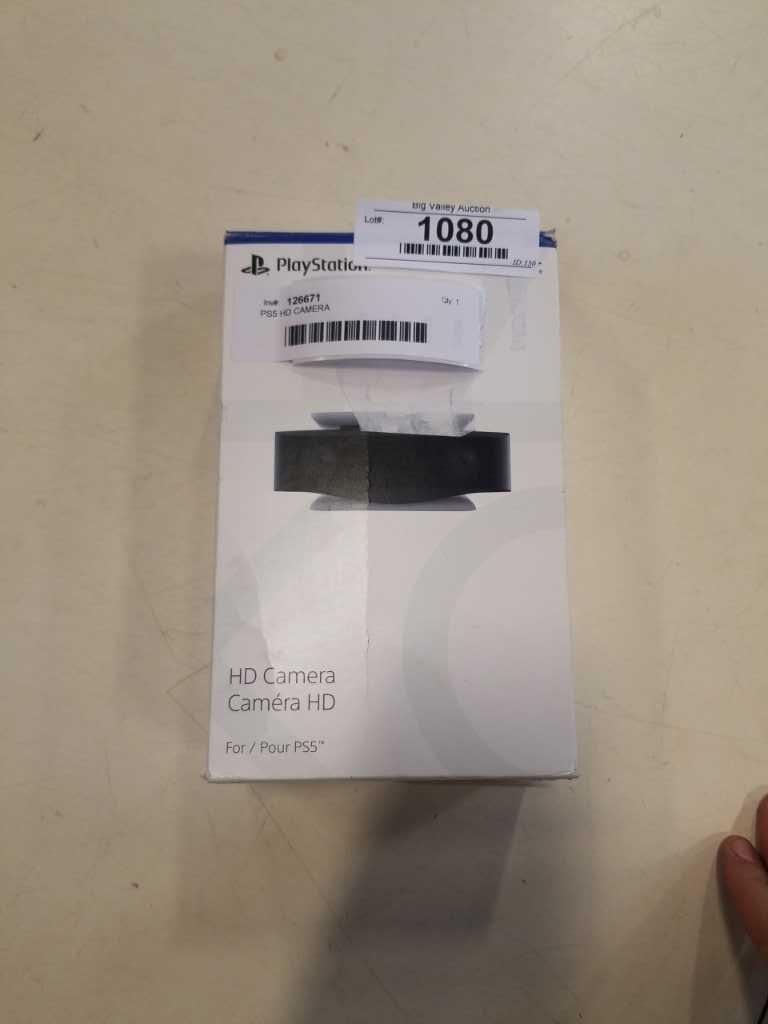 Big Valley Auction
Lot#:
1080
PlayStation
Inv#: 126671
Qty: 1
PS5 HD CAMERA
HD Camera
Caméra HD
For / Pour PS5™